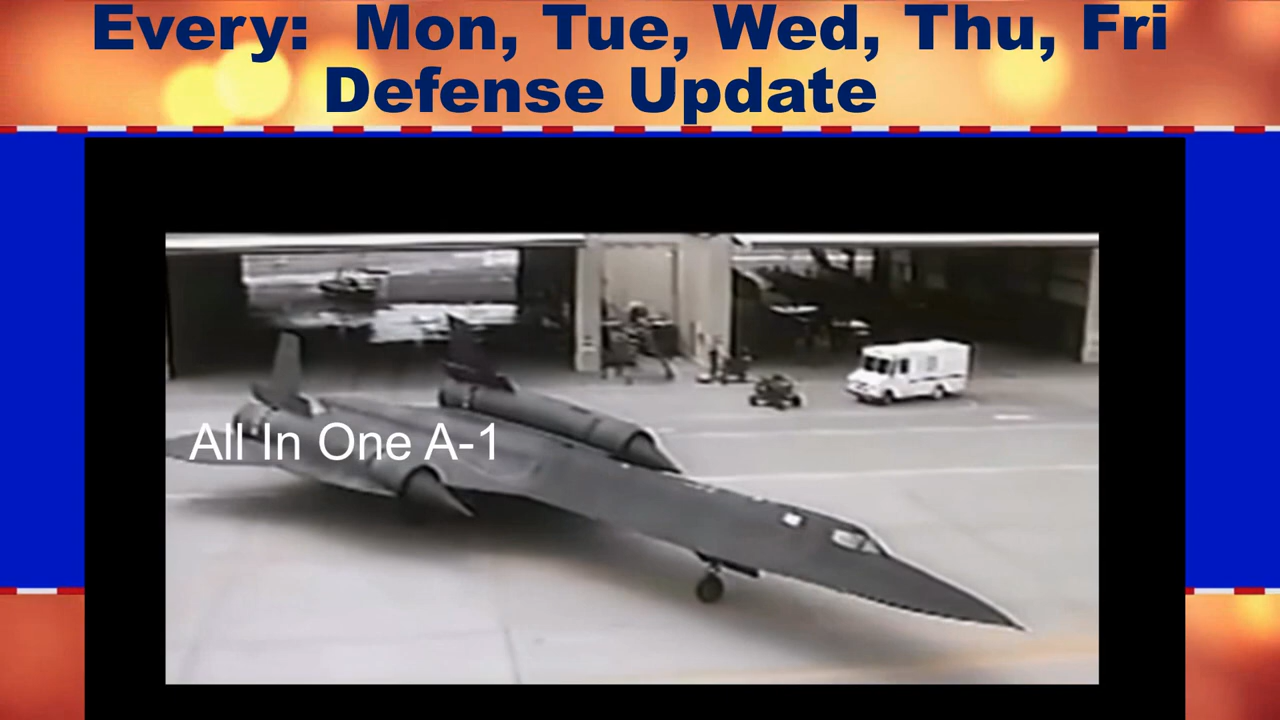 Every: Mon, Tue, Wed, Thu, Fri
Defense Update
All In One A-1